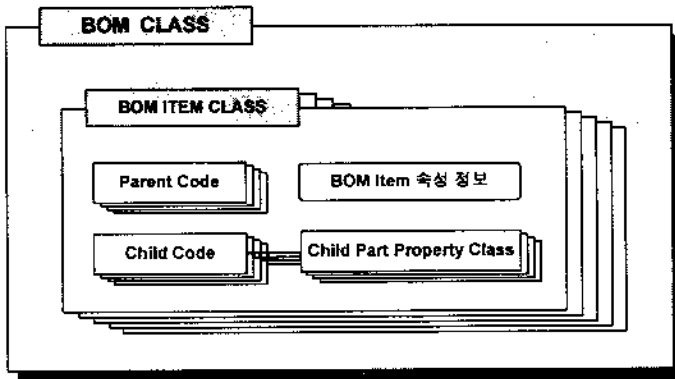 BOM CLASS
BOM ITEM CLASS
Parent Code
BOM Item 속성 정보
Child Code
Child Part Property Class